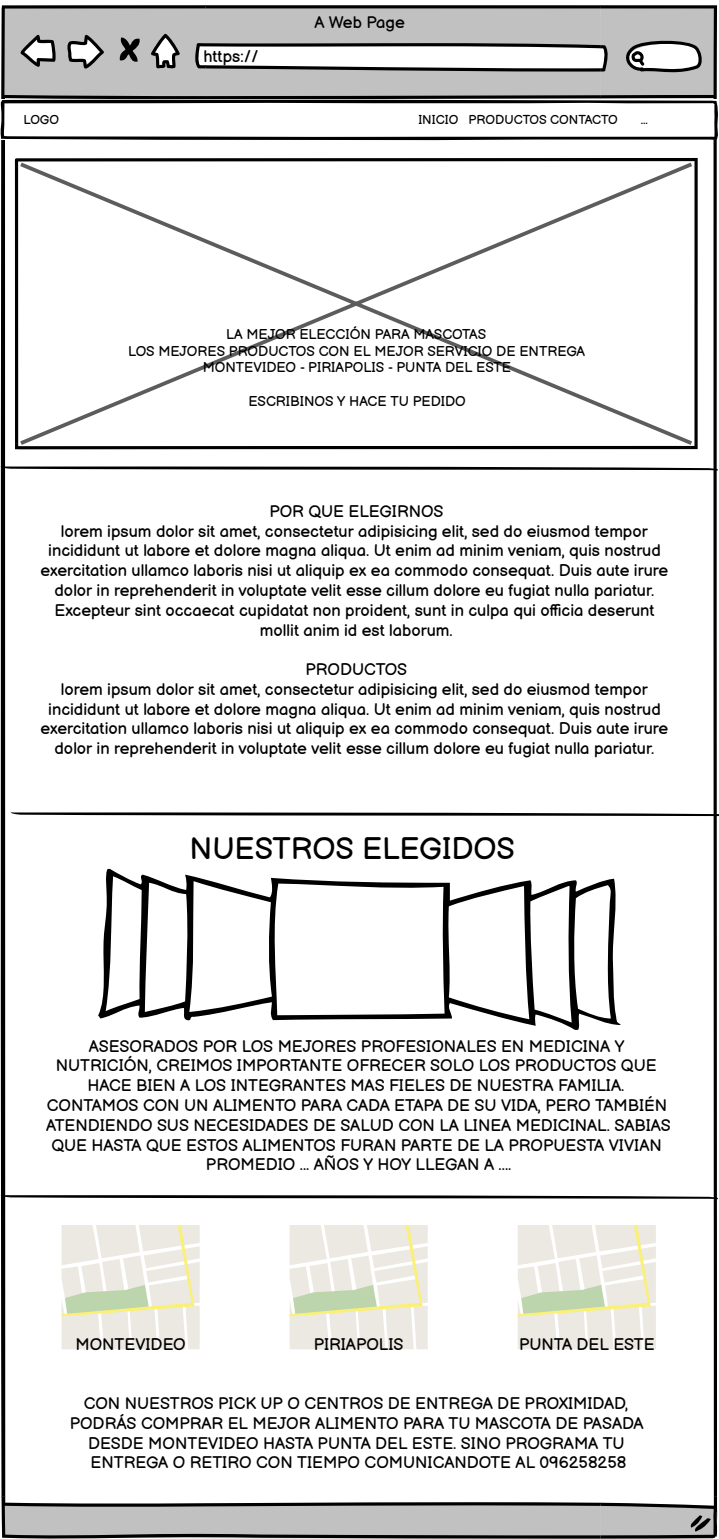 A Web Page
https://
LOGO INICIO PRODUCTOS CONTACTO ...
LA MEJOR ELECCIÓN PARA MASCOTAS
LOS MEJORES PRODUCTOS CON EL MEJOR SERVICIO DE ENTREGA
MONTEVIDEO - PIRIAPOLIS - PUNTA DEL ESTE
ESCRIBINOS Y HACE TU PEDIDO
POR QUE ELEGIRNOS
lorem ipsum dolor sit amet, consectetur adipisicing elit, sed do eiusmod tempor
incididunt ut labore et dolore magna aliqua. Ut enim ad minim veniam, quis nostrud
exercitation ullamco laboris nisi ut aliquip ex ea commodo consequat. Duis aute irure
dolor in reprehenderit in voluptate velit esse cillum dolore eu fugiat nulla pariatur.
Excepteur sint occaecat cupidatat non proident, sunt in culpa qui officia deserunt
mollit anim id est laborum.
PRODUCTOS
lorem ipsum dolor sit amet, consectetur adipisicing elit, sed do eiusmod tempor
incididunt ut labore et dolore magna aliqua. Ut enim ad minim veniam, quis nostrud
exercitation ullamco laboris nisi ut aliquip ex ea commodo consequat. Duis aute irure
dolor in reprehenderit in voluptate velit esse cillum dolore eu fugiat nulla pariatur.
NUESTROS ELEGIDOS
ASESORADOS POR LOS MEJORES PROFESIONALES EN MEDICINA Y
NUTRICIÓN, CREIMOS IMPORTANTE OFRECER SOLO LOS PRODUCTOS QUE
HACE BIEN A LOS INTEGRANTES MAS FIELES DE NUESTRA FAMILIA.
CONTAMOS CON UN ALIMENTO PARA CADA ETAPA DE SU VIDA, PERO TAMBIÉN
ATENDIENDO SUS NECESIDADES DE SALUD CON LA LINEA MEDICINAL. SABIAS
QUE HASTA QUE ESTOS ALIMENTOS FURAN PARTE DE LA PROPUESTA VIVIAN
PROMEDIO ... AÑOS Y HOY LLEGAN A ....
MONTEVIDEO PIRIAPOLIS PUNTA DEL ESTE
CON NUESTROS PICK UP O CENTROS DE ENTREGA DE PROXIMIDAD,
PODRÁS COMPRAR EL MEJOR ALIMENTO PARA TU MASCOTA DE PASADA
DESDE MONTEVIDEO HASTA PUNTA DEL ESTE. SINO PROGRAMA TU
ENTREGA O RETIRO CON TIEMPO COMUNICANDOTE AL 096258258